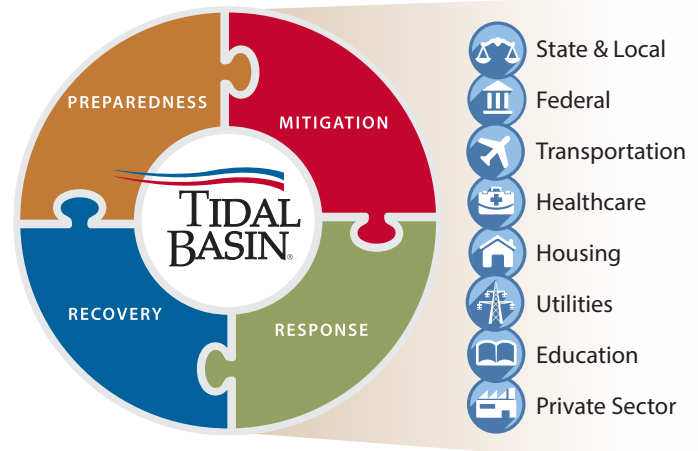 PREPAREDNESS
MITIGATION
TIDAL
BASIN®
RECOVERY
RESPONSE
State & Local
Federal
Transportation
Healthcare
Housing
Utilities
Education
Private Sector